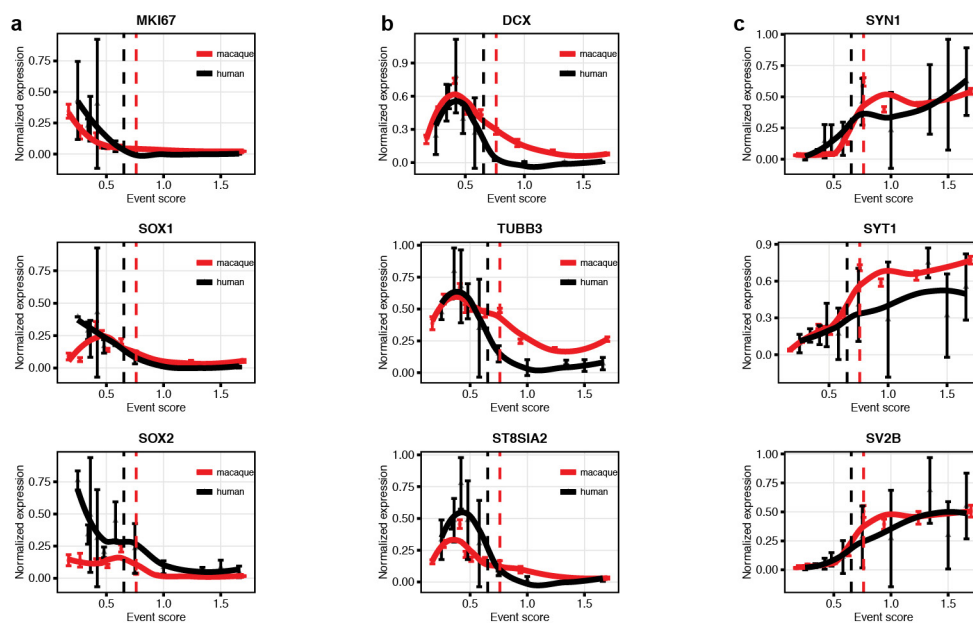 a
b
c
MKI67
DCX
SYN1
Normalized expression
0.75
0.50
0.25
0.00
macaque
human
0.5
1.0
1.5
Event score
Normalized expression
0.9
0.6
0.3
0.0
macaque
human
0.5
1.0
1.5
Event score
Normalized expression
1.00
0.75
0.50
0.25
0.00
0.5
1.0
1.5
Event score
SOX1
TUBB3
SYT1
Normalized expression
0.75
0.50
0.25
0.00
macaque
human
0.5
1.0
1.5
Event score
Normalized expression
1.00
0.75
0.50
0.25
0.00
macaque
human
0.5
1.0
1.5
Event score
Normalized expression
0.9
0.6
0.3
0.0
0.5
1.0
1.5
Event score
SOX2
ST8SIA2
SV2B
Normalized expression
0.75
0.50
0.25
0.00
macaque
human
0.5
1.0
1.5
Event score
Normalized expression
1.00
0.75
0.50
0.25
0.00
macaque
human
0.5
1.0
1.5
Event score
Normalized expression
1.00
0.75
0.50
0.25
0.00
0.5
1.0
1.5
Event score